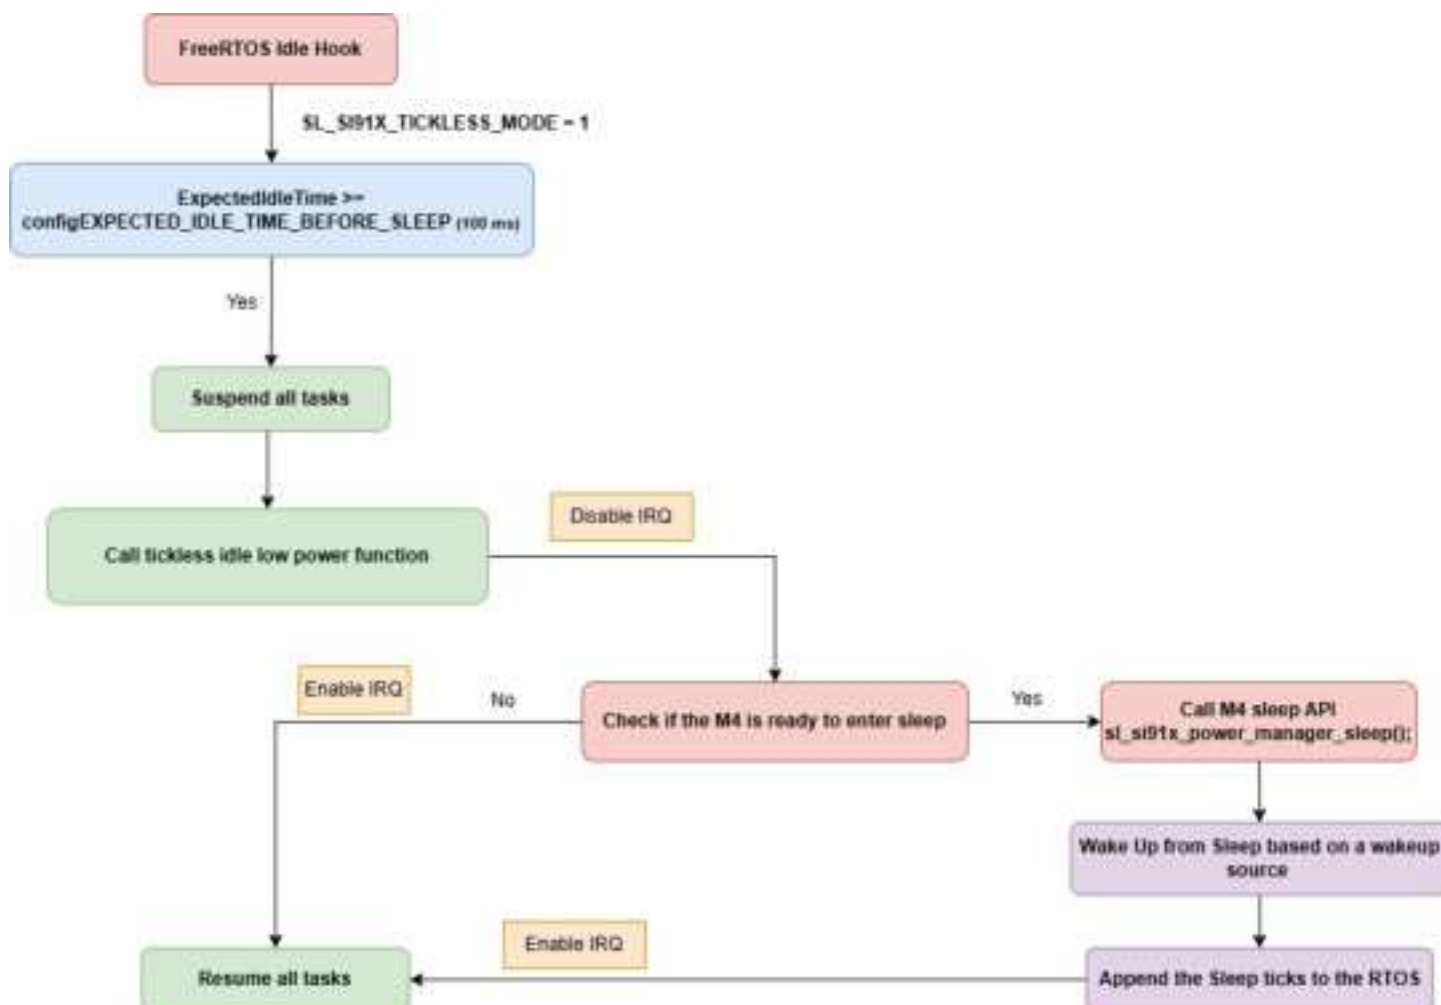 FreeRTOS Idle Hook
SL_SI91X_TICKLESS_MODE = 1
ExpectedIdleTime >=
configEXPECTED_IDLE_TIME_BEFORE_SLEEP (100 ms)
Yes
Suspend all tasks
Call tickless idle low power function
Disable IRQ
Enable IRQ
No
Check if the M4 is ready to enter sleep
Yes
Call M4 sleep API
sl_si91x_power_manager_sleep();
Wake Up from Sleep based on a wakeup
source
Enable IRQ
Resume all tasks
Append the Sleep ticks to the RTOS